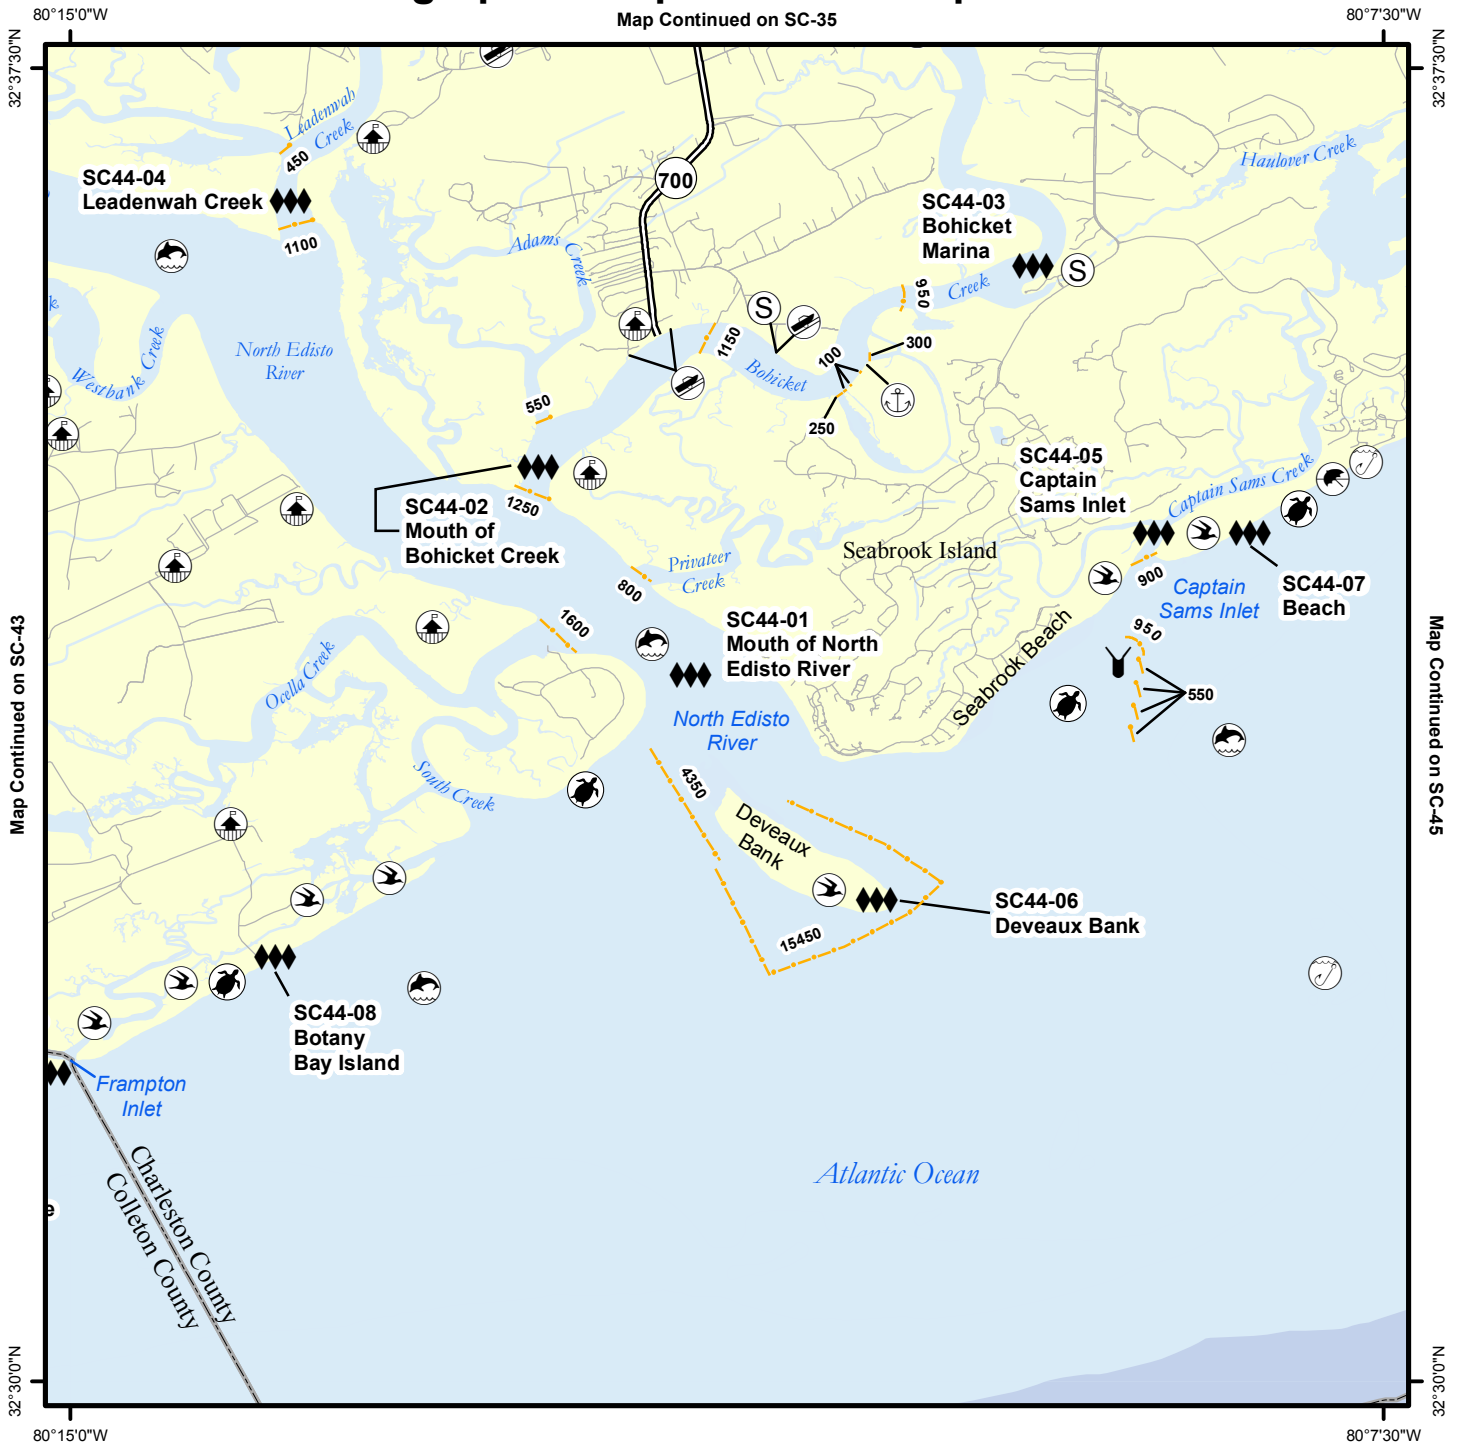 80°15'0"W
80°7'30"W
Map Continued on SC-35
32°37'30"N
32°37'30"N
Leadenwah
Creek
450
SC44-04
Leadenwah Creek
1100
700
Haulover Creek
SC44-03
Bohicket
Marina
S
Adams Creek
950
Creek
S
1150
300
100
Bohicket
250
North Edisto
River
Westbank Creek
k
550
SC44-02
Mouth of
Bohicket Creek
1250
SC44-05
Captain
Sams Inlet
Captain Sams Creek
Seabrook Island
Privateer
Creek
800
900
Captain
Sams Inlet
SC44-07
Beach
1600
SC44-01
Mouth of North
Edisto River
950
550
Seabrook Beach
Map Continued on SC-43
Map Continued on SC-45
Ocella Creek
North Edisto
River
South Creek
4350
Deveaux
Bank
SC44-06
Deveaux Bank
15450
SC44-08
Botany
Bay Island
Frampton
Inlet
Atlantic Ocean
Charleston County
Colleton County
e
32°30'0"N
32°30'0"N
80°15'0"W
80°7'30"W